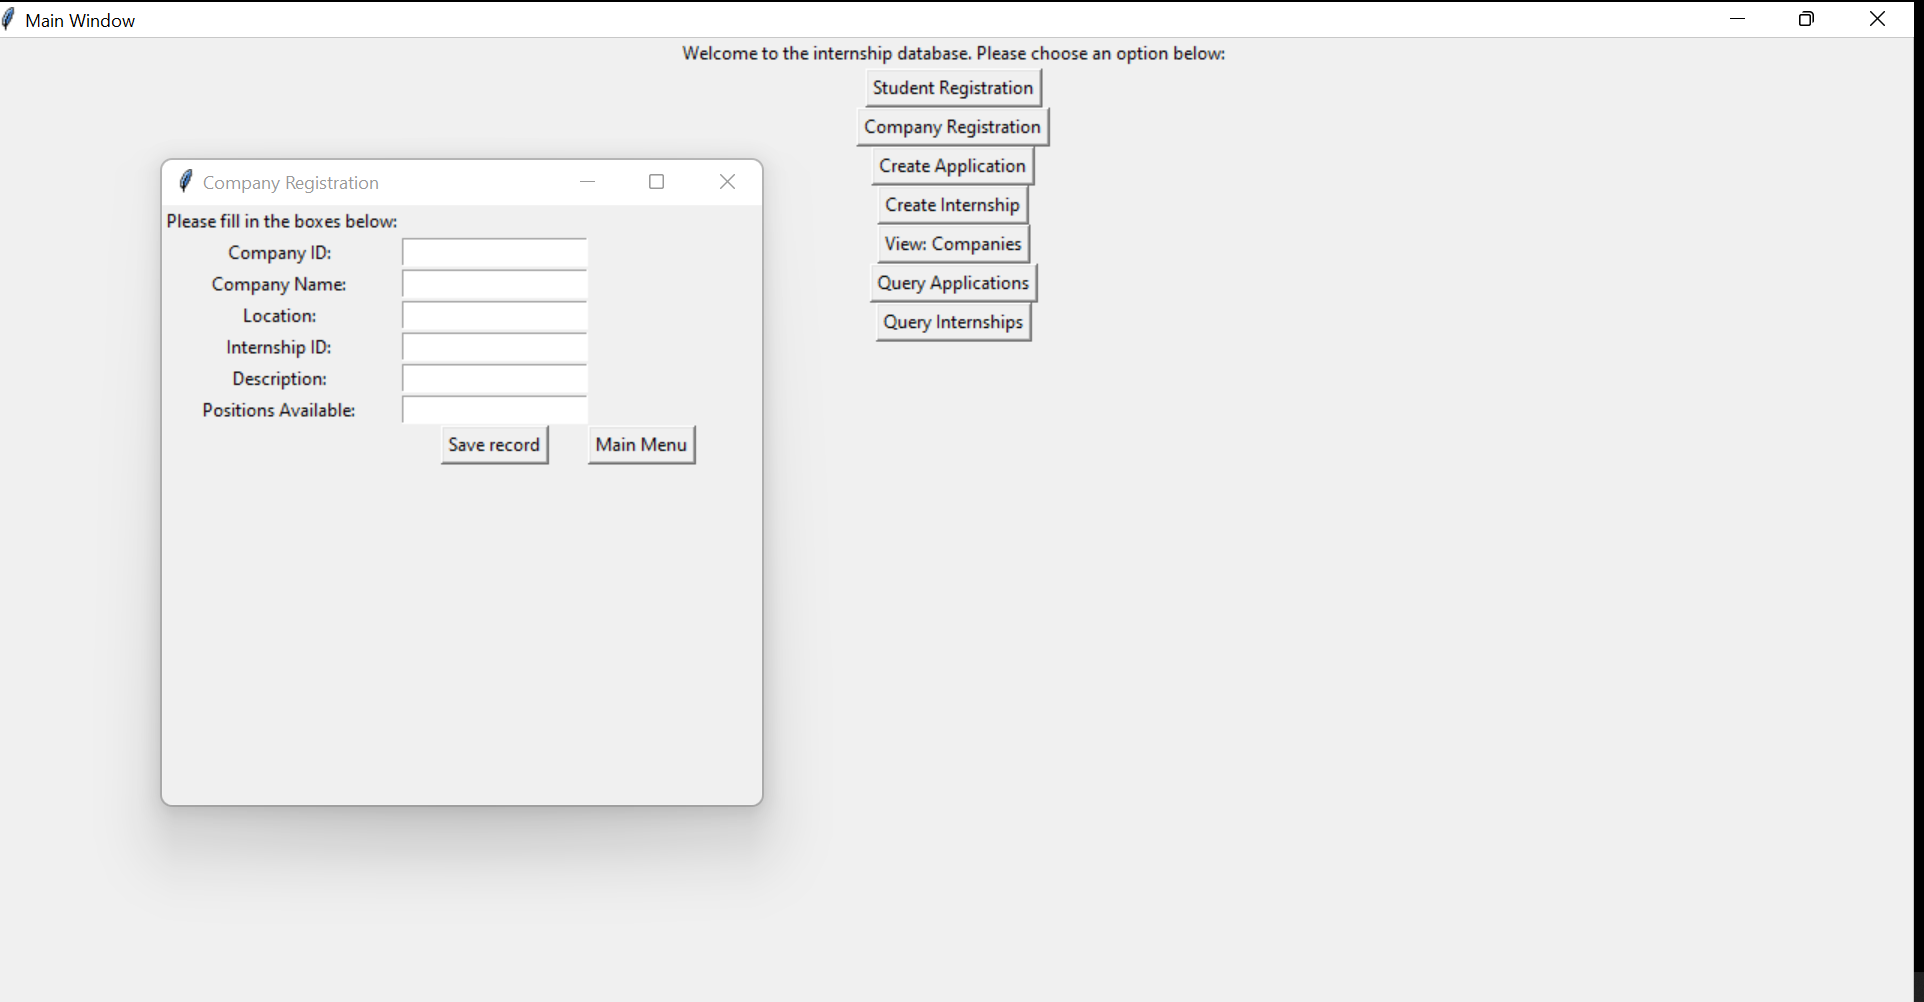 Main Window
Welcome to the internship database. Please choose an option below:
Student Registration
Company Registration
Create Application
Create Internship
View: Companies
Query Applications
Query Internships
Company Registration
Please fill in the boxes below:
Company ID:
Company Name:
Location:
Internship ID:
Description:
Positions Available:
Save record Main Menu